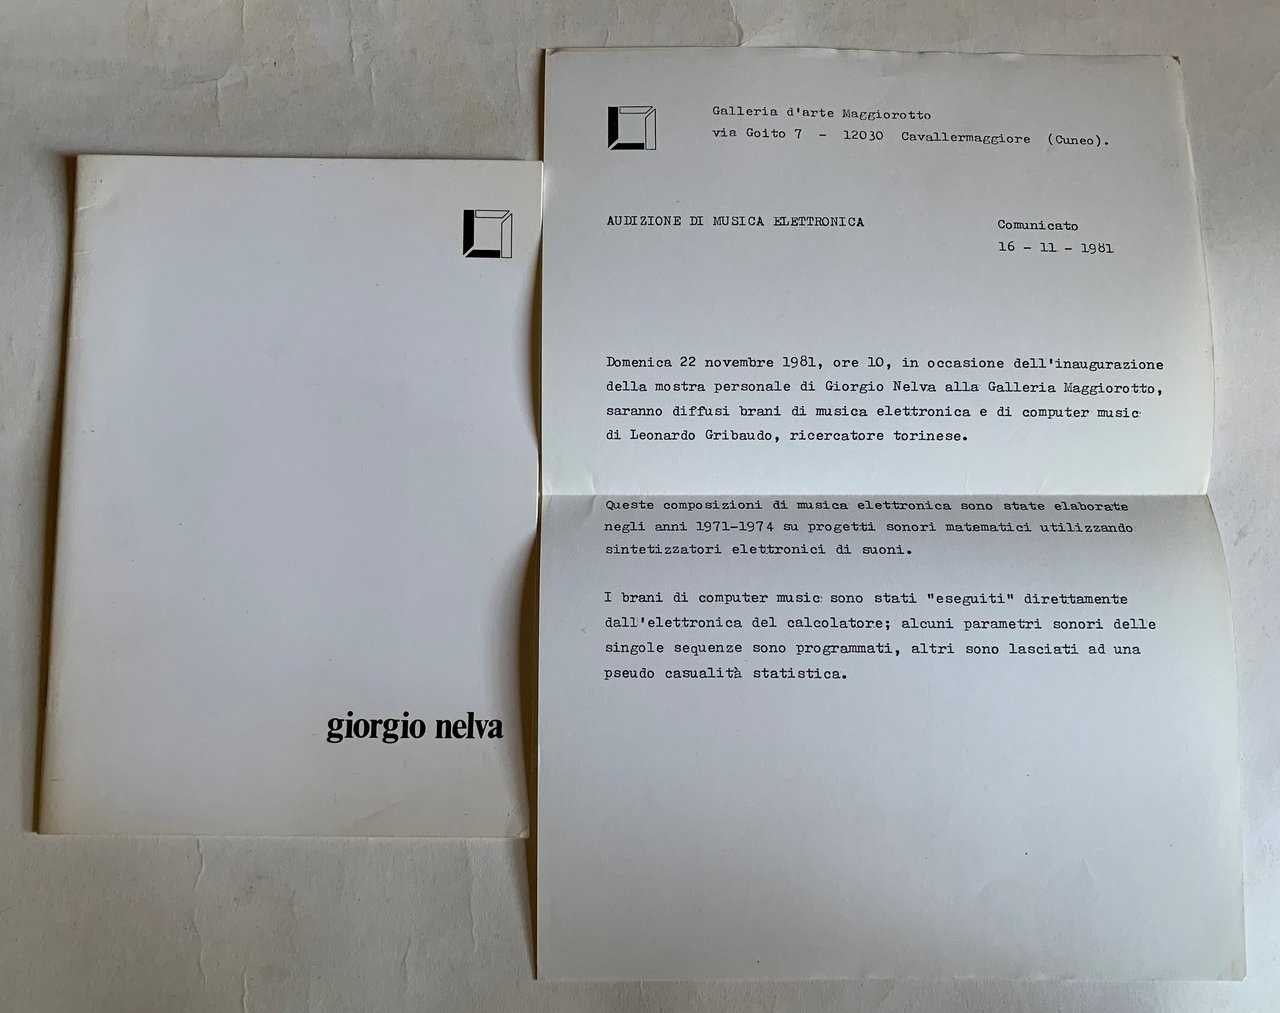 giorgio nelva
Galleria d'arte Maggiorotto
via Goito 7 - 12030 Cavallermaggiore (Cuneo).
AUDIZIONE DI MUSICA ELETTRONICA
Comunicato
16 - 11 - 1981
Domenica 22 novembre 1981, ore 10, in occasione dell'inaugurazione
della mostra personale di Giorgio Nelva alla Galleria Maggiorotto,
saranno diffusi brani di musica elettronica e di computer music
di Leonardo Gribaudo, ricercatore torinese.
Queste composizioni di musica elettronica sono state elaborate
negli anni 1971-1974 su progetti sonori matematici utilizzando
sintetizzatori elettronici di suoni.
I brani di computer music sono stati "eseguiti" direttamente
dall'elettronica del calcolatore; alcuni parametri sonori delle
singole sequenze sono programmati, altri sono lasciati ad una
pseudo casualità statistica.